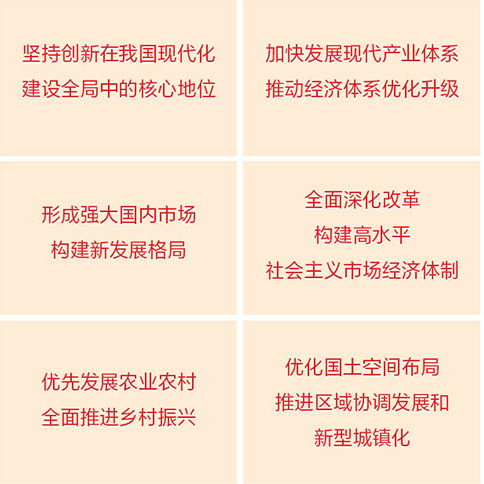 坚持创新在我国现代化
建设全局中的核心地位
加快发展现代产业体系
推动经济体系优化升级
形成强大国内市场
构建新发展格局
全面深化改革
构建高水平
社会主义市场经济体制
优先发展农业农村
全面推进乡村振兴
优化国土空间布局
推进区域协调发展和
新型城镇化